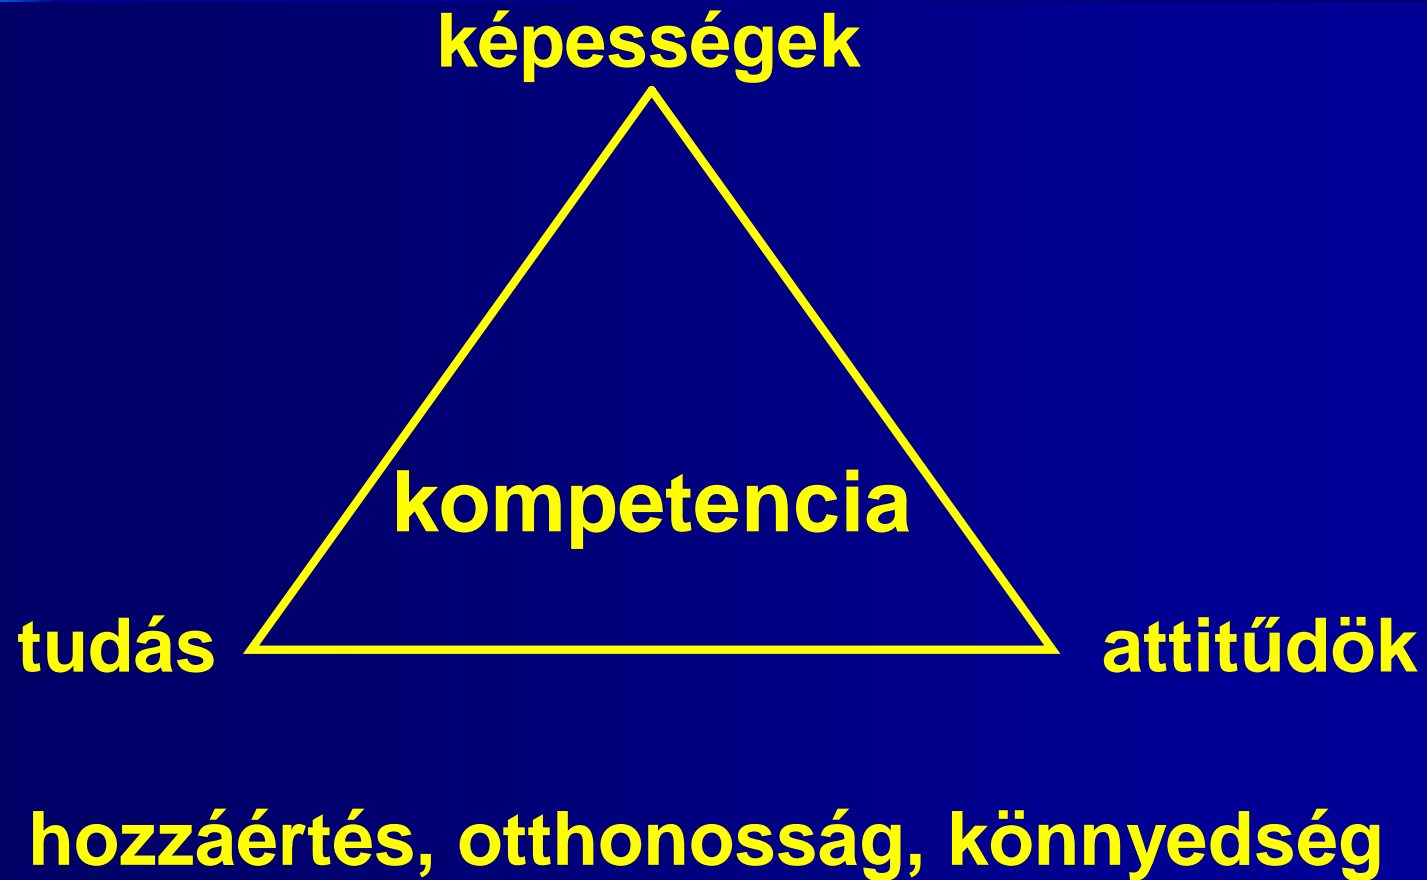 képességek
kompetencia
tudás
attitűdök
hozzáértés, otthonosság, könnyedség